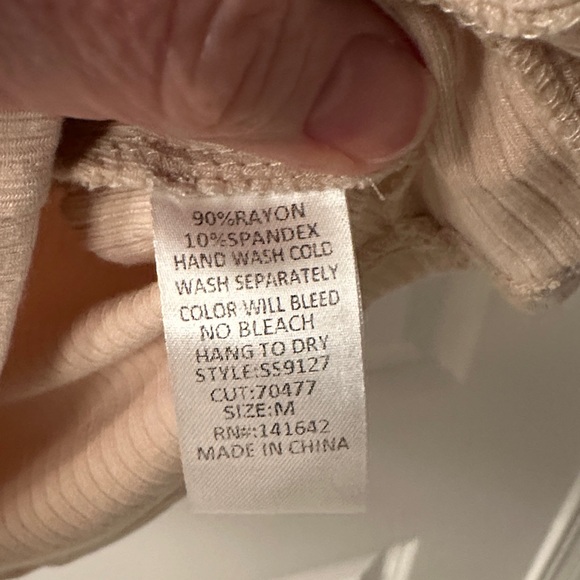 90%RAYON
10%SPANDEX
HAND WASH COLD
WASH SEPARATELY
COLOR WILL BLEED
NO BLEACH
HANG TO DRY
STYLE:S59127
CUT:70477
SIZE:M
RN#:141642
MADE IN CHINA